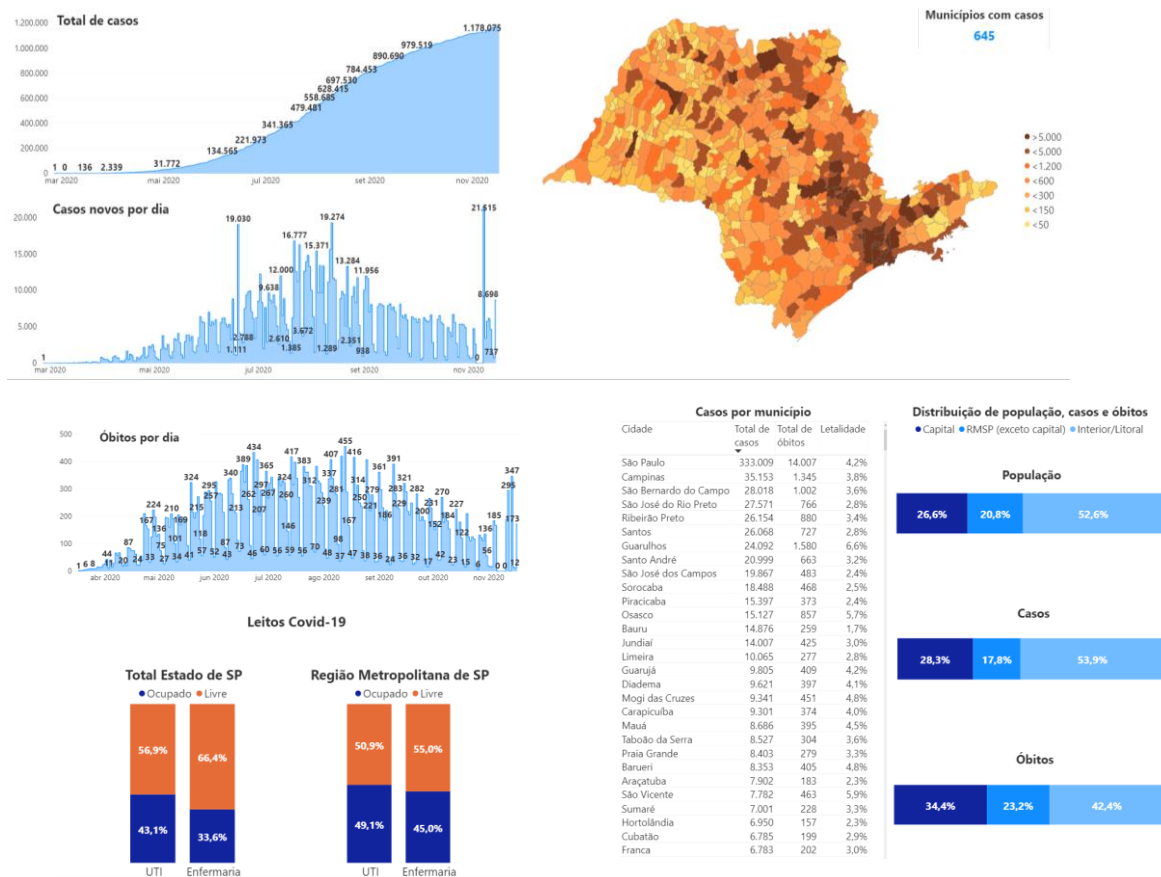 Total de casos
1.200.000
1.000.000
800.000
600.000
400.000
200.000
0
1 0 136 2.339 31.772 134.565 221.973 341.365 479.481 558.685 628.415 697.530 784.453 890.690 979.519 1.178.075
mar 2020 mai 2020 jul 2020 set 2020 nov 2020
Municípios com casos
645
>5.000
<5.000
<1.200
<600
<300
<150
<50
Casos novos por dia
20.000
15.000
10.000
5.000
0
1 19.030 1.111 2.788 9.638 12.000 2.610 1.385 16.777 3.672 15.371 1.289 19.274 2.351 13.284 938 11.956 0 21.515 8.698 737
mar 2020 mai 2020 jul 2020 set 2020 nov 2020
Óbitos por dia
500
400
300
200
100
0
324 340 389 434 365 417 383 407 455 416 361 391 321 282 270 227 347
224 210 295 297 324 312 337 314 279 283 231 295
167 169 215 257 213 262 267 260 239 281 250 221 229 200 184 185
87 136 118 207 146 167 186 152 122 136 173
44 75 101 98 56
1 6 8 11 20 24 33 27 34 41 57 52 87 43 73 46 60 56 59 56 70 48 37 47 38 36 24 36 32 17 42 23 15 6 0 0 12
abr 2020 mai 2020 jun 2020 jul 2020 ago 2020 set 2020 out 2020 nov 2020
Leitos Covid-19
Total Estado de SP
Ocupado Livre
56,9% 66,4%
43,1% 33,6%
UTI Enfermaria
Região Metropolitana de SP
Ocupado Livre
50,9% 55,0%
49,1% 45,0%
UTI Enfermaria
Casos por município
Cidade Total de casos Total de óbitos Letalidade
São Paulo 333.009 14.007 4,2%
Campinas 35.153 1.345 3,8%
São Bernardo do Campo 28.018 1.002 3,6%
São José do Rio Preto 27.571 766 2,8%
Ribeirão Preto 26.154 880 3,4%
Santos 26.068 727 2,8%
Guarulhos 24.092 1.580 6,6%
Santo André 20.999 663 3,2%
São José dos Campos 19.867 483 2,4%
Sorocaba 18.488 468 2,5%
Piracicaba 15.397 373 2,4%
Osasco 15.127 857 5,7%
Bauru 14.876 259 1,7%
Jundiaí 14.007 425 3,0%
Limeira 10.065 277 2,8%
Guarujá 9.805 409 4,2%
Diadema 9.621 397 4,1%
Mogi das Cruzes 9.341 451 4,8%
Carapicuíba 9.301 374 4,0%
Mauá 8.686 395 4,5%
Taboão da Serra 8.527 304 3,6%
Praia Grande 8.403 279 3,3%
Barueri 8.353 405 4,8%
Araçatuba 7.902 183 2,3%
São Vicente 7.782 463 5,9%
Sumaré 7.001 228 3,3%
Hortolândia 6.950 157 2,3%
Cubatão 6.785 199 2,9%
Franca 6.783 202 3,0%
Distribuição de população, casos e óbitos
Capital RMSP (exceto capital) Interior/Litoral
População
26,6% 20,8% 52,6%
Casos
28,3% 17,8% 53,9%
Óbitos
34,4% 23,2% 42,4%